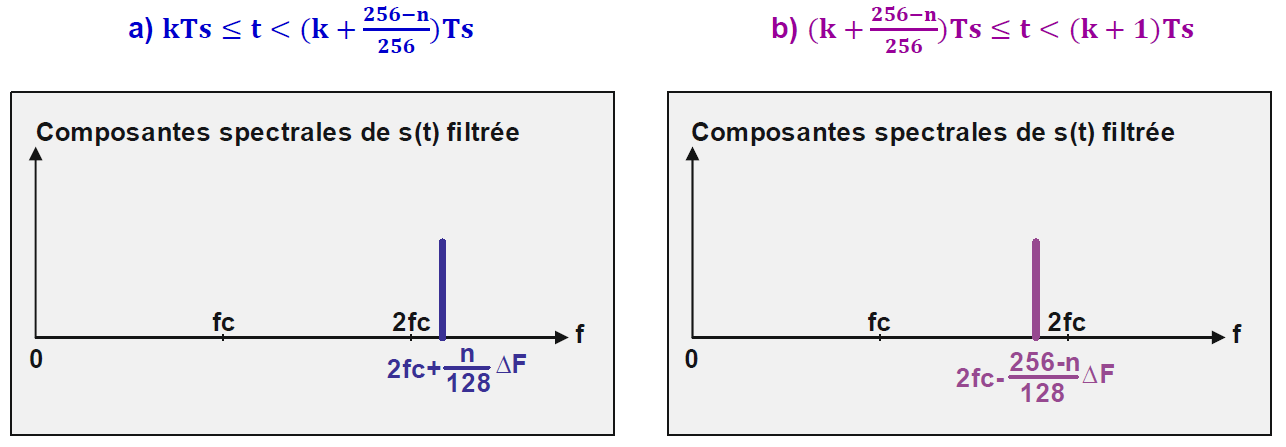 a) kTs ≤ t < (k + (256−n)/256)Ts
b) (k + (256−n)/256)Ts ≤ t < (k + 1)Ts
Composantes spectrales de s(t) filtrée
fc
2fc
f
0
2fc+ n/128 ΔF
Composantes spectrales de s(t) filtrée
fc
2fc
f
0
2fc- 256-n/128 ΔF